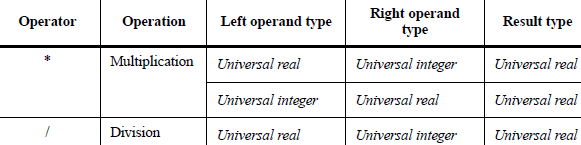 Operator Operation Left operand type Right operand type Result type
* Multiplication Universal real Universal integer Universal real
Universal integer Universal real Universal real
/ Division Universal real Universal integer Universal real